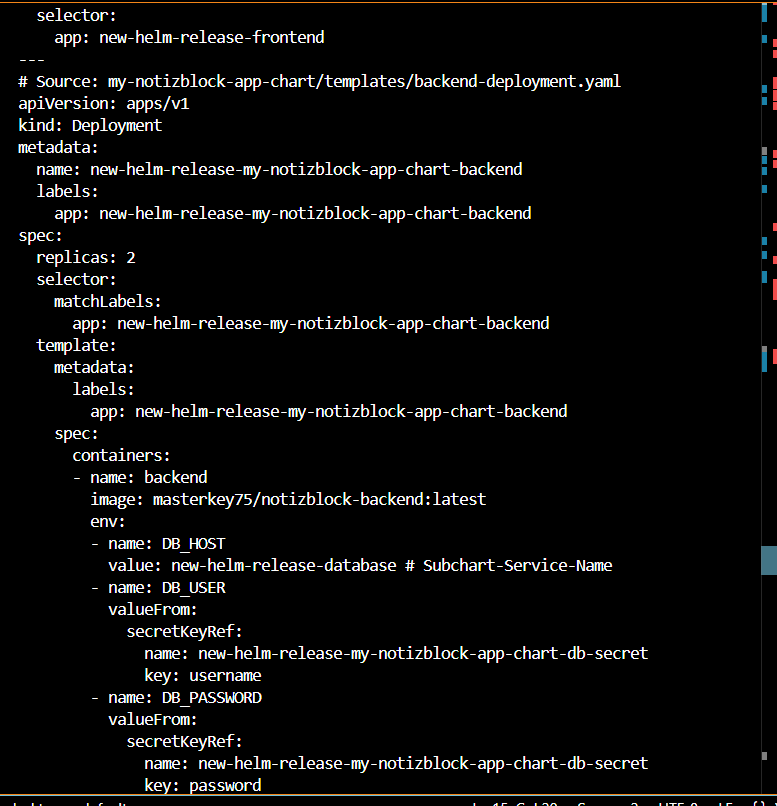 selector:
app: new-helm-release-frontend
---
# Source: my-notizblock-app-chart/templates/backend-deployment.yaml
apiVersion: apps/v1
kind: Deployment
metadata:
name: new-helm-release-my-notizblock-app-chart-backend
labels:
app: new-helm-release-my-notizblock-app-chart-backend
spec:
replicas: 2
selector:
matchLabels:
app: new-helm-release-my-notizblock-app-chart-backend
template:
metadata:
labels:
app: new-helm-release-my-notizblock-app-chart-backend
spec:
containers:
- name: backend
image: masterkey75/notizblock-backend:latest
env:
- name: DB_HOST
value: new-helm-release-database # Subchart-Service-Name
- name: DB_USER
valueFrom:
secretKeyRef:
name: new-helm-release-my-notizblock-app-chart-db-secret
key: username
- name: DB_PASSWORD
valueFrom:
secretKeyRef:
name: new-helm-release-my-notizblock-app-chart-db-secret
key: password